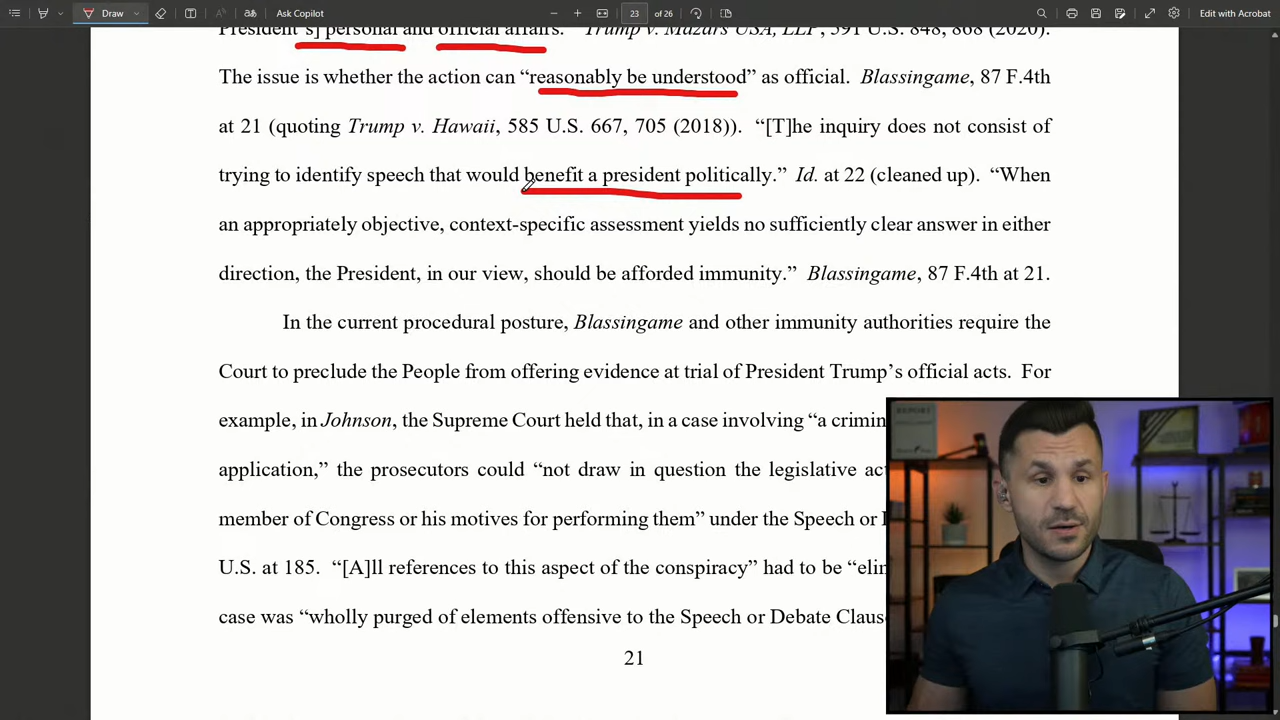 Draw
Ask Copilot
23 of 26
Edit with Acrobat
President's] personal and official affairs." Trump v. Mazars USA, LLP, 591 U.S. 848, 868 (2020).
The issue is whether the action can “reasonably be understood” as official. Blassingame, 87 F.4th
at 21 (quoting Trump v. Hawaii, 585 U.S. 667, 705 (2018)). “[T]he inquiry does not consist of
trying to identify speech that would benefit a president politically.” Id. at 22 (cleaned up). “When
an appropriately objective, context-specific assessment yields no sufficiently clear answer in either
direction, the President, in our view, should be afforded immunity.” Blassingame, 87 F.4th at 21.
In the current procedural posture, Blassingame and other immunity authorities require the
Court to preclude the People from offering evidence at trial of President Trump’s official acts. For
example, in Johnson, the Supreme Court held that, in a case involving “a crimin
application,” the prosecutors could “not draw in question the legislative act
member of Congress or his motives for performing them” under the Speech or
U.S. at 185. “[A]ll references to this aspect of the conspiracy” had to be “elin
case was “wholly purged of elements offensive to the Speech or Debate Clause
21